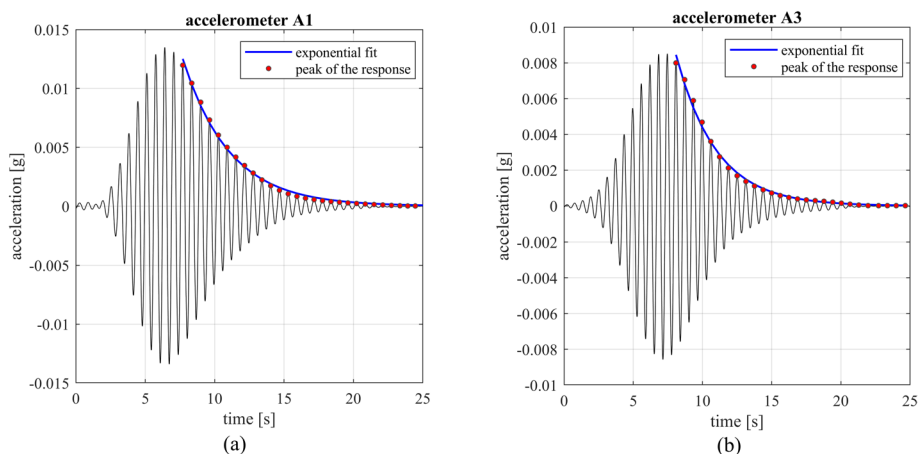 accelerometer A1
exponential fit
peak of the response
0.015
0.01
0.005
0
-0.005
-0.01
-0.015
acceleration [g]
0 5 10 15 20 25
time [s]
(a)
accelerometer A3
exponential fit
peak of the response
0.01
0.008
0.006
0.004
0.002
0
-0.002
-0.004
-0.006
-0.008
-0.01
acceleration [g]
0 5 10 15 20 25
time [s]
(b)